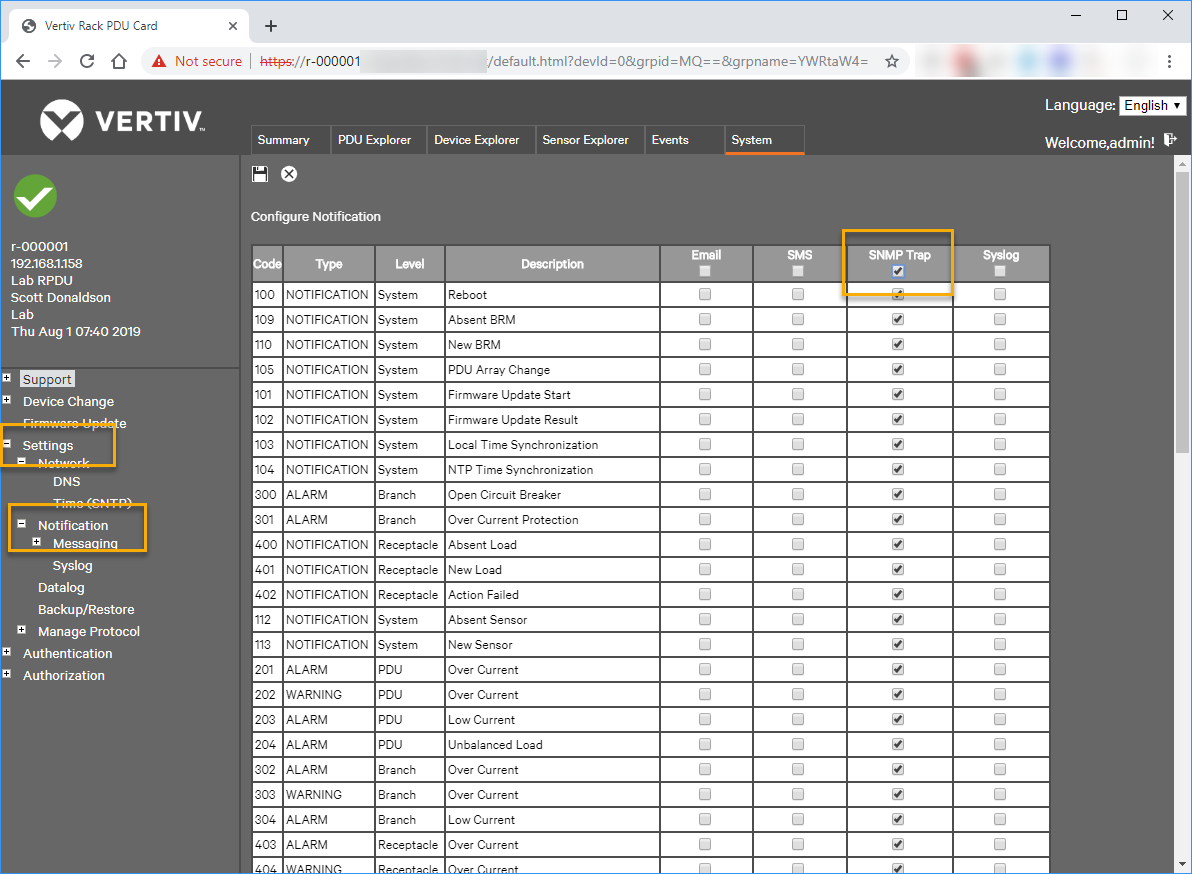 Vertiv Rack PDU Card
Not secure https://r-000001 /default.html?devId=0&grpid=MQ==&grpname=YWRtaW4=
Language: English
VERTIV™
Welcome,admin!
Summary PDU Explorer Device Explorer Sensor Explorer Events System
r-000001
192.168.1.158
Lab RPDU
Scott Donaldson
Lab
Thu Aug 1 07:40 2019
Support
Device Change
Firmware Update
Settings
Network
DNS
Time (SNTP)
Notification
Messaging
Syslog
Datalog
Backup/Restore
Manage Protocol
Authentication
Authorization
Configure Notification
Code Type Level Description Email SMS SNMP Trap Syslog
100 NOTIFICATION System Reboot
109 NOTIFICATION System Absent BRM
110 NOTIFICATION System New BRM
105 NOTIFICATION System PDU Array Change
101 NOTIFICATION System Firmware Update Start
102 NOTIFICATION System Firmware Update Result
103 NOTIFICATION System Local Time Synchronization
104 NOTIFICATION System NTP Time Synchronization
300 ALARM Branch Open Circuit Breaker
301 ALARM Branch Over Current Protection
400 NOTIFICATION Receptacle Absent Load
401 NOTIFICATION Receptacle New Load
402 NOTIFICATION Receptacle Action Failed
112 NOTIFICATION System Absent Sensor
113 NOTIFICATION System New Sensor
201 ALARM PDU Over Current
202 WARNING PDU Over Current
203 ALARM PDU Low Current
204 ALARM PDU Unbalanced Load
302 ALARM Branch Over Current
303 WARNING Branch Over Current
304 ALARM Branch Low Current
403 ALARM Receptacle Over Current
404 WARNING Receptacle Over Current